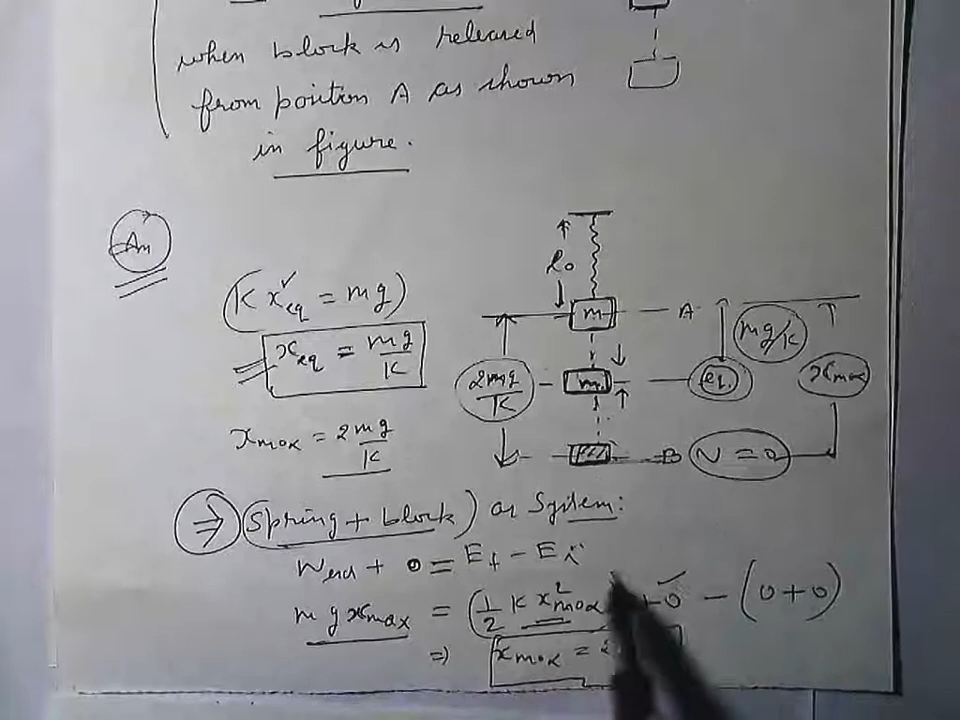 when block is released
from position A as shown
in figure.
An
(K x_eq = mg)
x_eq = mg/K
x_max = 2mg/K
l₀
m
A
mg/K
2mg/K
m
eq.
x_max
B
V = 0
⇒ (Spring + block) as System:
W_ext + 0 = E_f - E_i
m g x_max = (½ K x²_max + 0 - (0+0)
⇒ x_max = 2